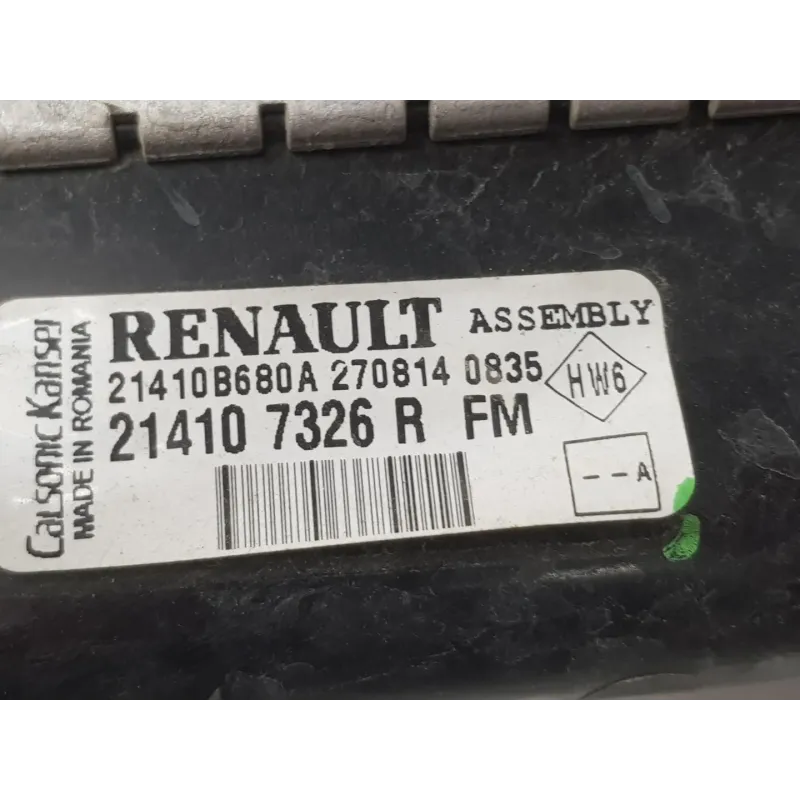 RENAULT ASSEMBLY
21410B680A 270814 0835
HW6
21410 7326 R FM
--A
Calsonic Kansei
MADE IN ROMANIA